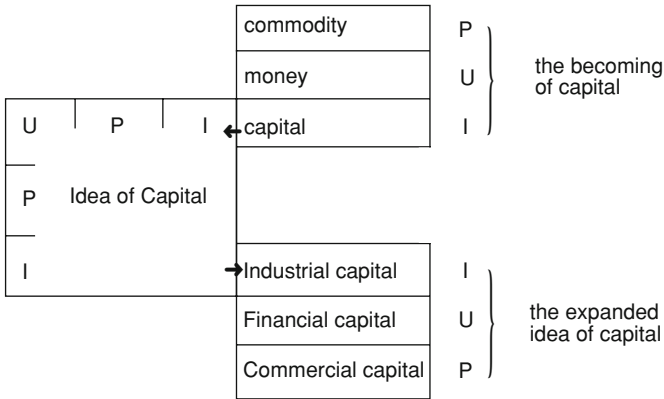 commodity P
money U
the becoming
of capital
U P I capital I
P Idea of Capital
I Industrial capital I
Financial capital U
the expanded
idea of capital
Commercial capital P